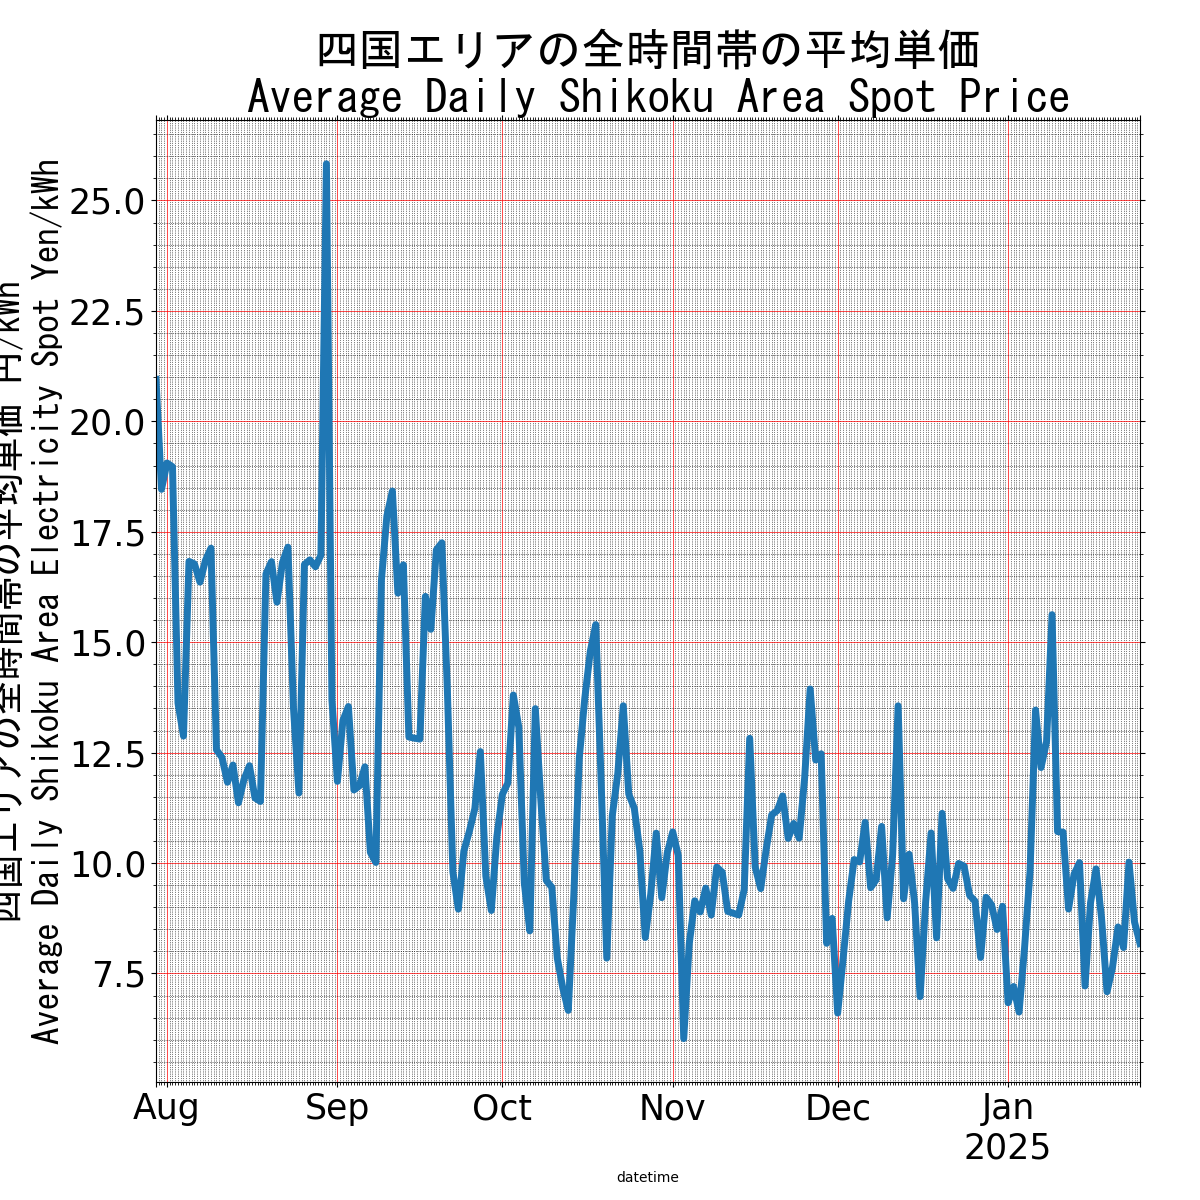 四国エリアの全時間帯の平均単価
Average Daily Shikoku Area Spot Price
四国エリアの全時間帯の平均単価 円/kWh
Average Daily Shikoku Area Electricity Spot Yen/kWh
25.0
22.5
20.0
17.5
15.0
12.5
10.0
7.5
Aug Sep Oct Nov Dec Jan
2025
datetime